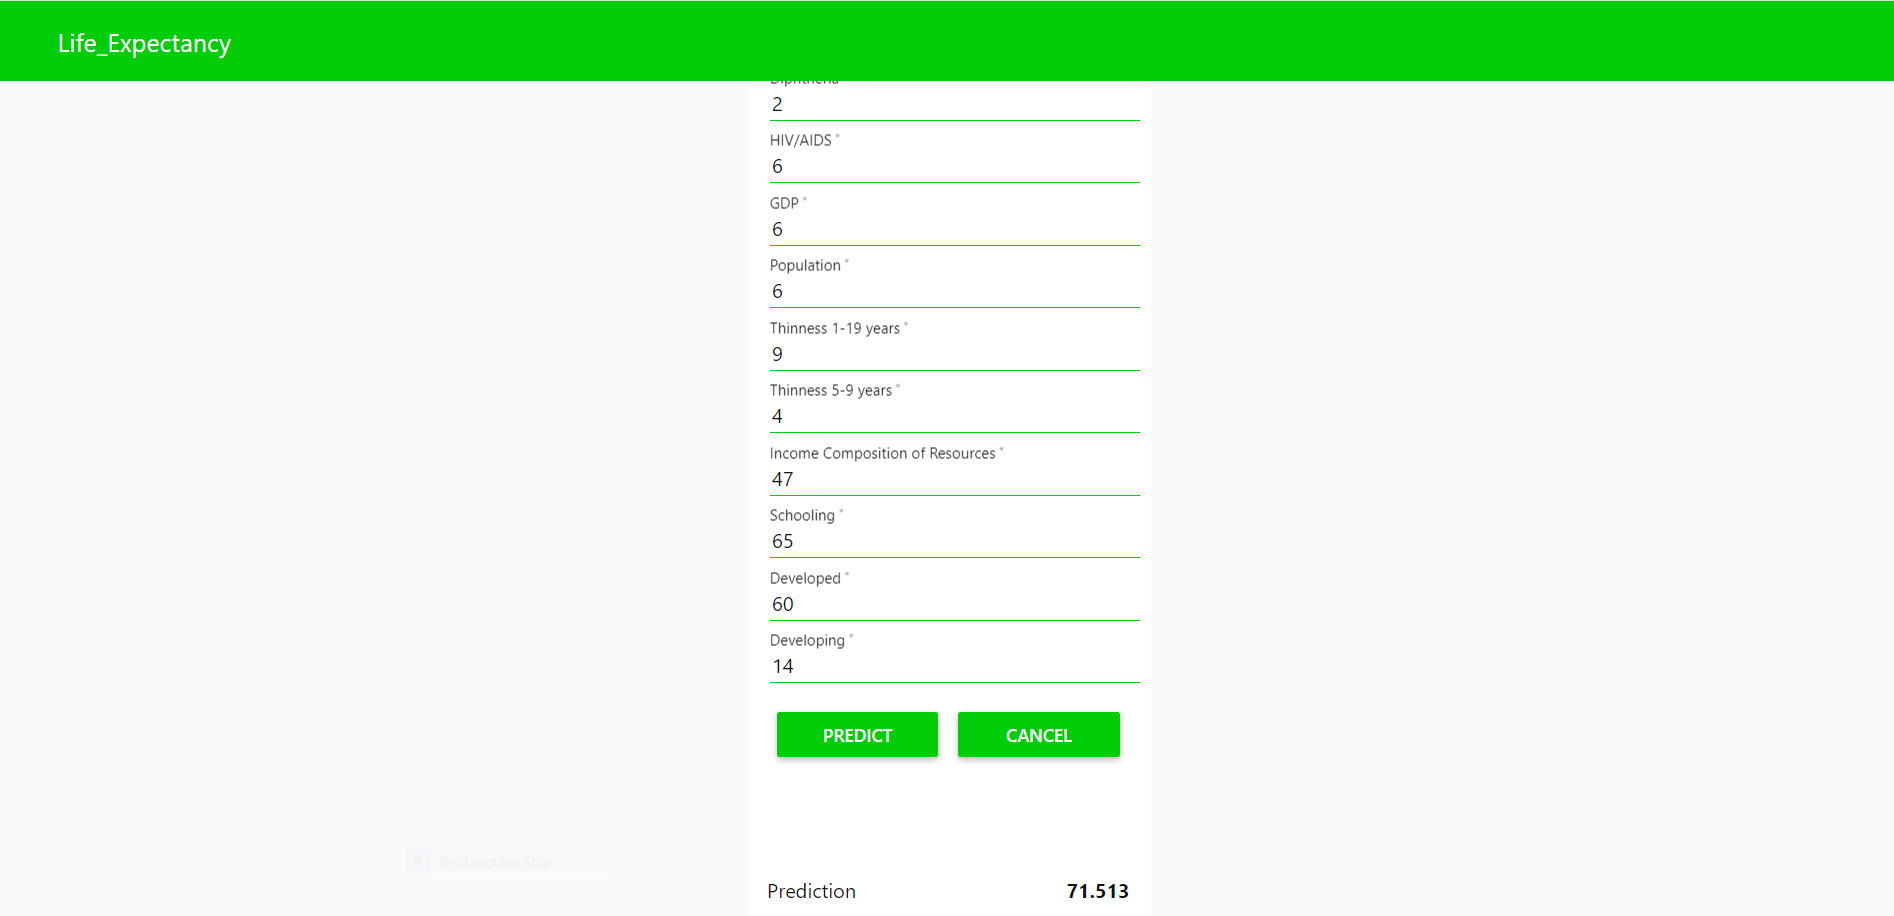 Life_Expectancy
2
HIV/AIDS *
6
GDP *
6
Population *
6
Thinness 1-19 years *
9
Thinness 5-9 years *
4
Income Composition of Resources *
47
Schooling *
65
Developed *
60
Developing *
14
PREDICT CANCEL
Rectangular Snip
Prediction 71.513